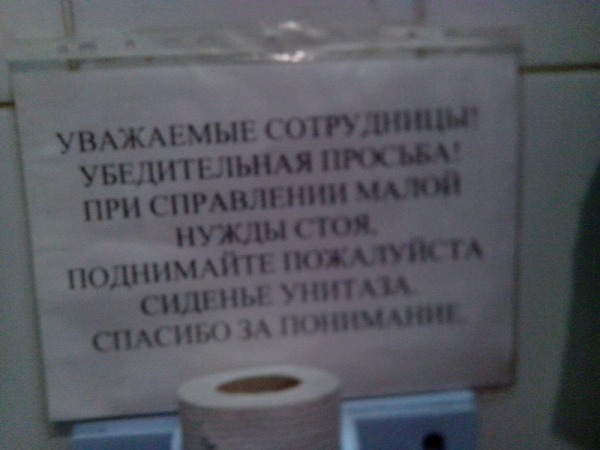 УВАЖАЕМЫЕ СОТРУДНИЦЫ!
УБЕДИТЕЛЬНАЯ ПРОСЬБА!
ПРИ СПРАВЛЕНИИ МАЛОЙ
НУЖДЫ СТОЯ,
ПОДНИМАЙТЕ ПОЖАЛУЙСТА
СИДЕНЬЕ УНИТАЗА.
СПАСИБО ЗА ПОНИМАНИЕ.